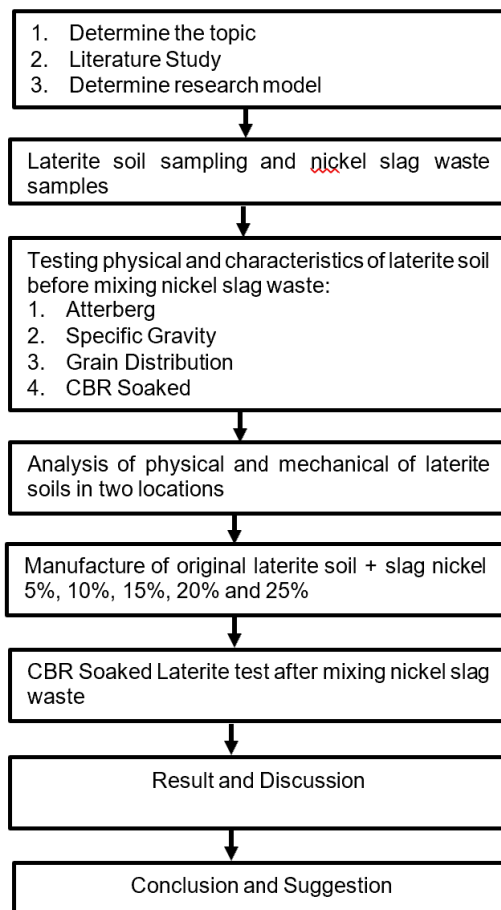 1. Determine the topic
2. Literature Study
3. Determine research model
Laterite soil sampling and nickel slag waste
samples
Testing physical and characteristics of laterite soil
before mixing nickel slag waste:
1. Atterberg
2. Specific Gravity
3. Grain Distribution
4. CBR Soaked
Analysis of physical and mechanical of laterite
soils in two locations
Manufacture of original laterite soil + slag nickel
5%, 10%, 15%, 20% and 25%
CBR Soaked Laterite test after mixing nickel slag
waste
Result and Discussion
Conclusion and Suggestion